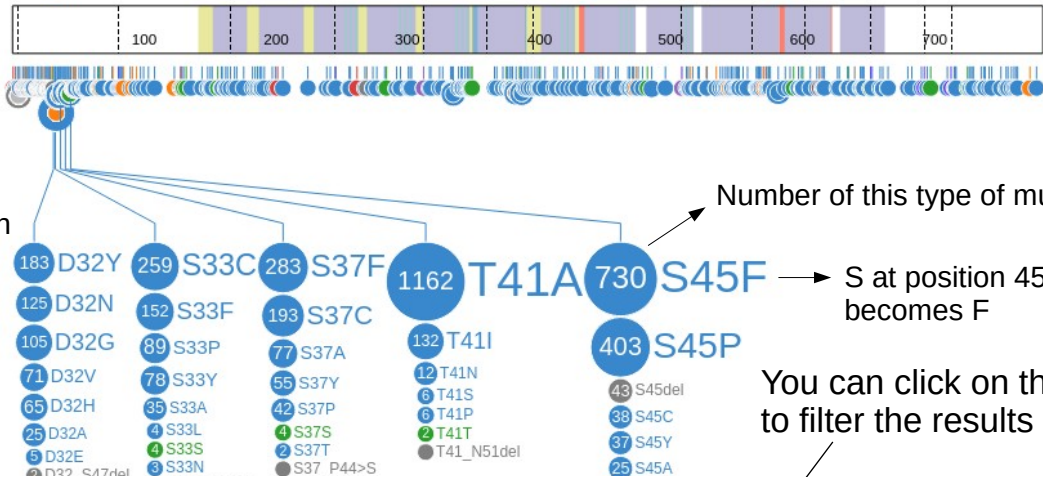 100 200 300 400 500 600 700
Number of this type of mu
n
183 D32Y
125 D32N
105 D32G
71 D32V
65 D32H
25 D32A
5 D32E
2 D32_S47del
259 S33C
152 S33F
89 S33P
78 S33Y
35 S33A
4 S33L
4 S33S
3 S33N
283 S37F
193 S37C
77 S37A
55 S37Y
42 S37P
4 S37S
2 S37T
S37_P44>S
1162 T41A
132 T41I
12 T41N
6 T41S
6 T41P
2 T41T
T41_N51del
730 S45F
403 S45P
43 S45del
38 S45C
37 S45Y
25 S45A
S at position 45
becomes F
You can click on th
to filter the results